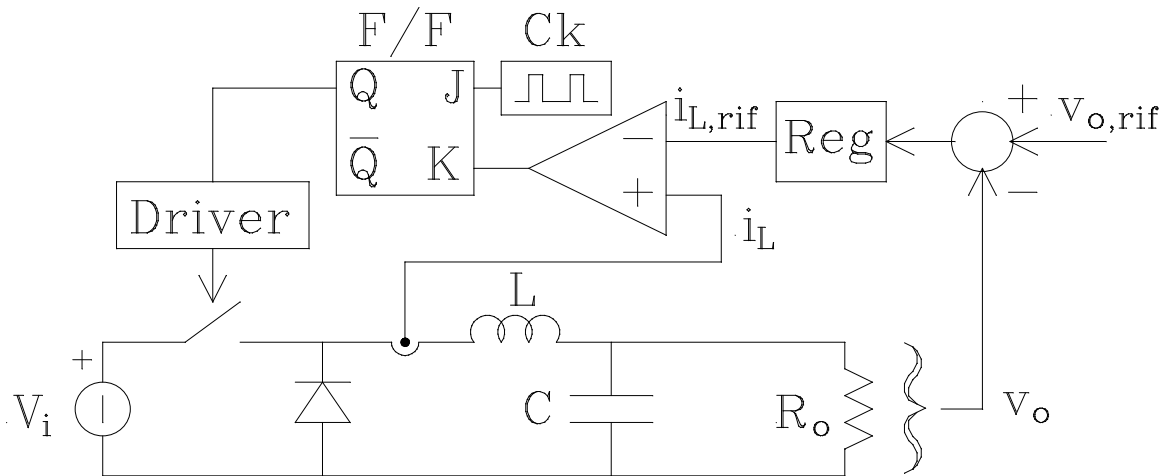 F/F
Ck
Q
J
Q̅
K
i_L,rif
−
+
Reg
+
v_o,rif
−
Driver
i_L
L
+
V_i
C
R_o
v_o